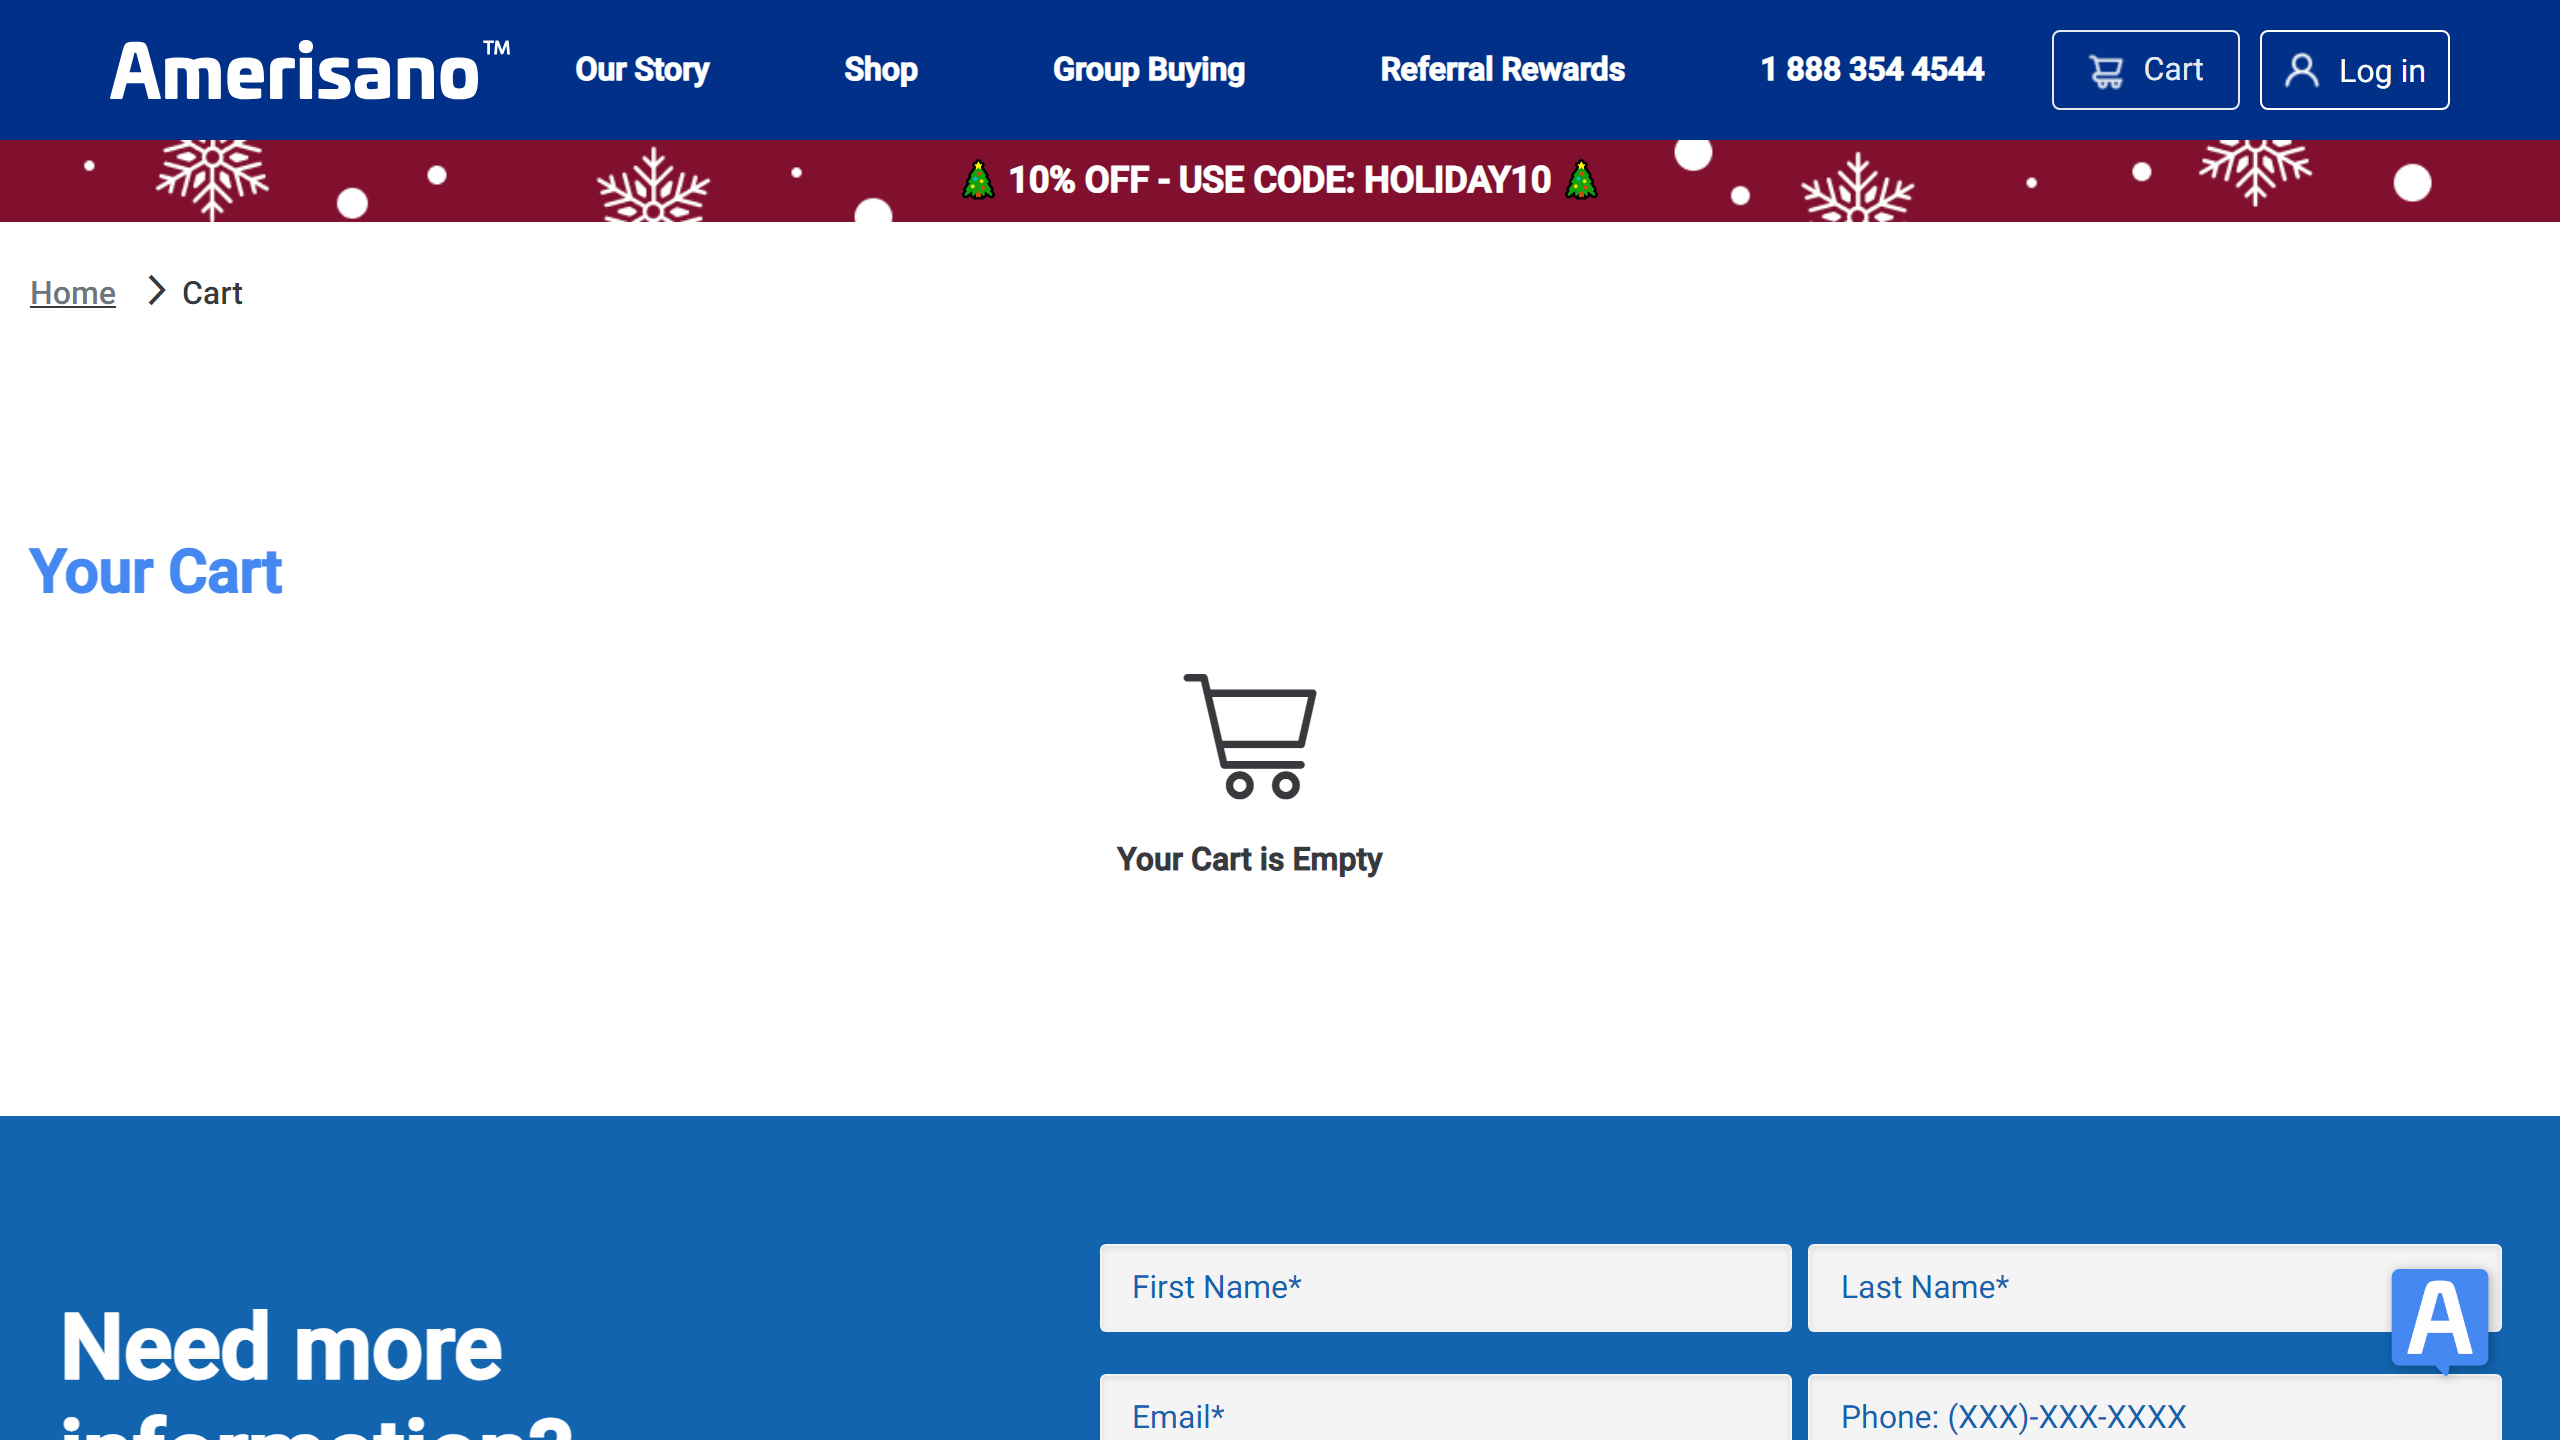 Amerisano™
Our Story
Shop
Group Buying
Referral Rewards
1 888 354 4544
Cart
Log in
🎄 10% OFF - USE CODE: HOLIDAY10 🎄
Home > Cart
Your Cart
Your Cart is Empty
Need more
information?
First Name*
Last Name*
A
Email*
Phone: (XXX)-XXX-XXXX